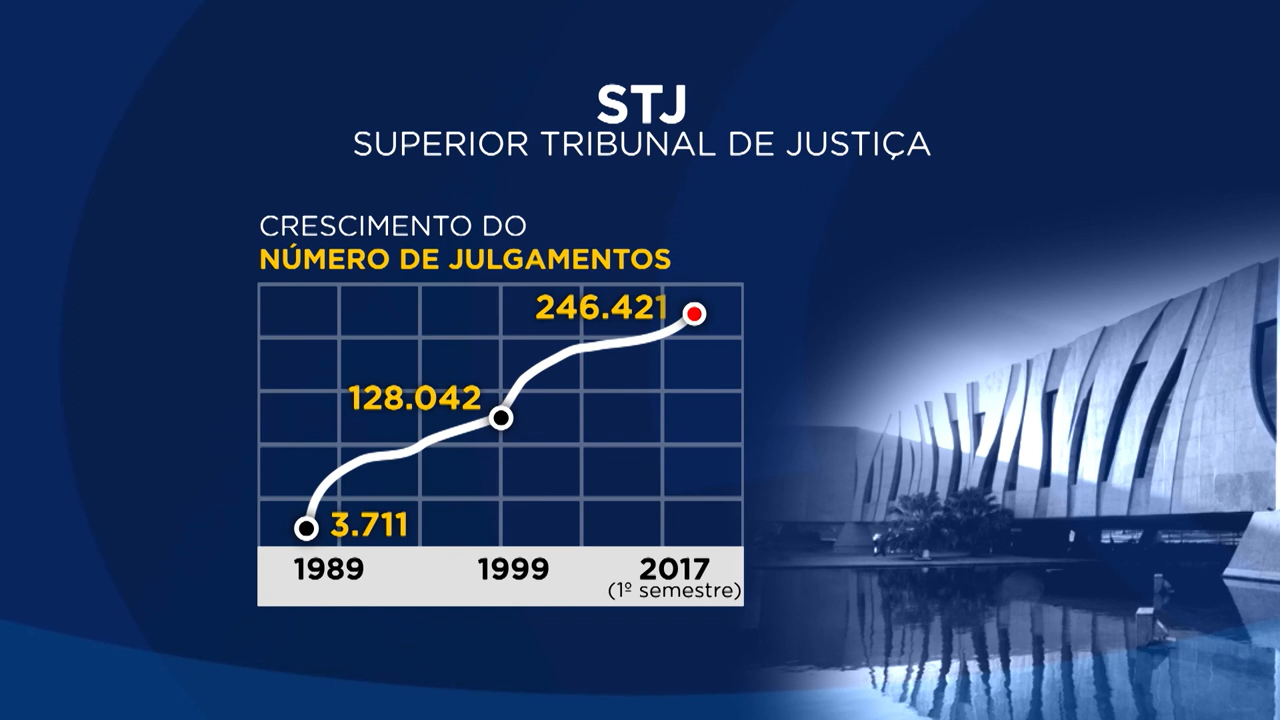 STJ
SUPERIOR TRIBUNAL DE JUSTIÇA
CRESCIMENTO DO
NÚMERO DE JULGAMENTOS
246.421
128.042
3.711
1989 1999 2017
(1º semestre)